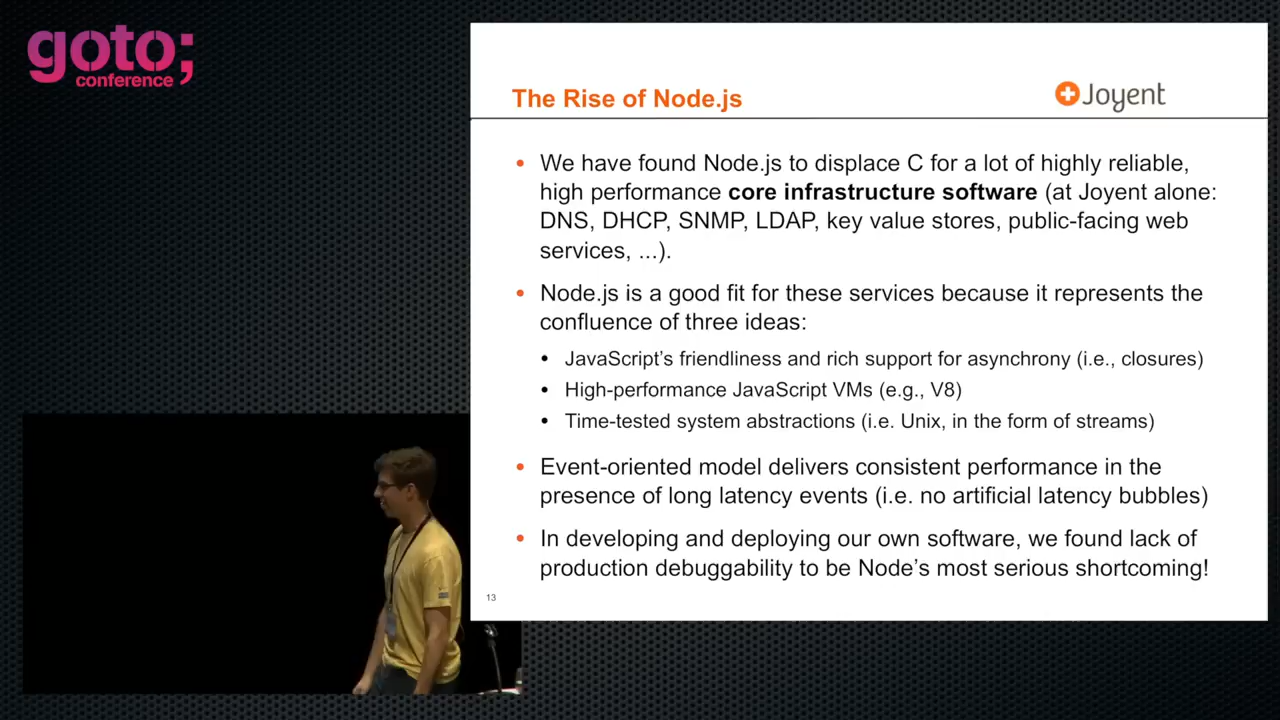 goto;
conference
The Rise of Node.js
Joyent
• We have found Node.js to displace C for a lot of highly reliable,
high performance core infrastructure software (at Joyent alone:
DNS, DHCP, SNMP, LDAP, key value stores, public-facing web
services, ...).
• Node.js is a good fit for these services because it represents the
confluence of three ideas:
• JavaScript’s friendliness and rich support for asynchrony (i.e., closures)
• High-performance JavaScript VMs (e.g., V8)
• Time-tested system abstractions (i.e. Unix, in the form of streams)
• Event-oriented model delivers consistent performance in the
presence of long latency events (i.e. no artificial latency bubbles)
• In developing and deploying our own software, we found lack of
production debuggability to be Node’s most serious shortcoming!
13